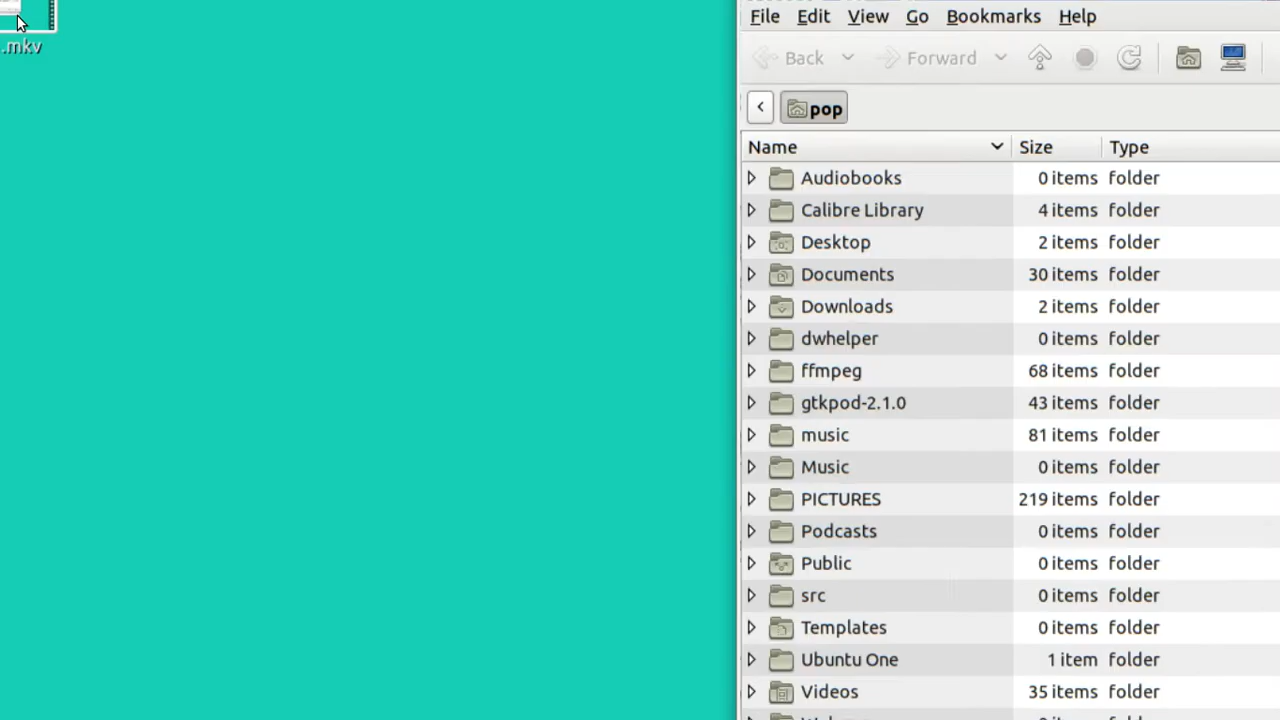 .mkv
File Edit View Go Bookmarks Help
Back Forward
pop
Name Size Type
Audiobooks 0 items folder
Calibre Library 4 items folder
Desktop 2 items folder
Documents 30 items folder
Downloads 2 items folder
dwhelper 0 items folder
ffmpeg 68 items folder
gtkpod-2.1.0 43 items folder
music 81 items folder
Music 0 items folder
PICTURES 219 items folder
Podcasts 0 items folder
Public 0 items folder
src 0 items folder
Templates 0 items folder
Ubuntu One 1 item folder
Videos 35 items folder